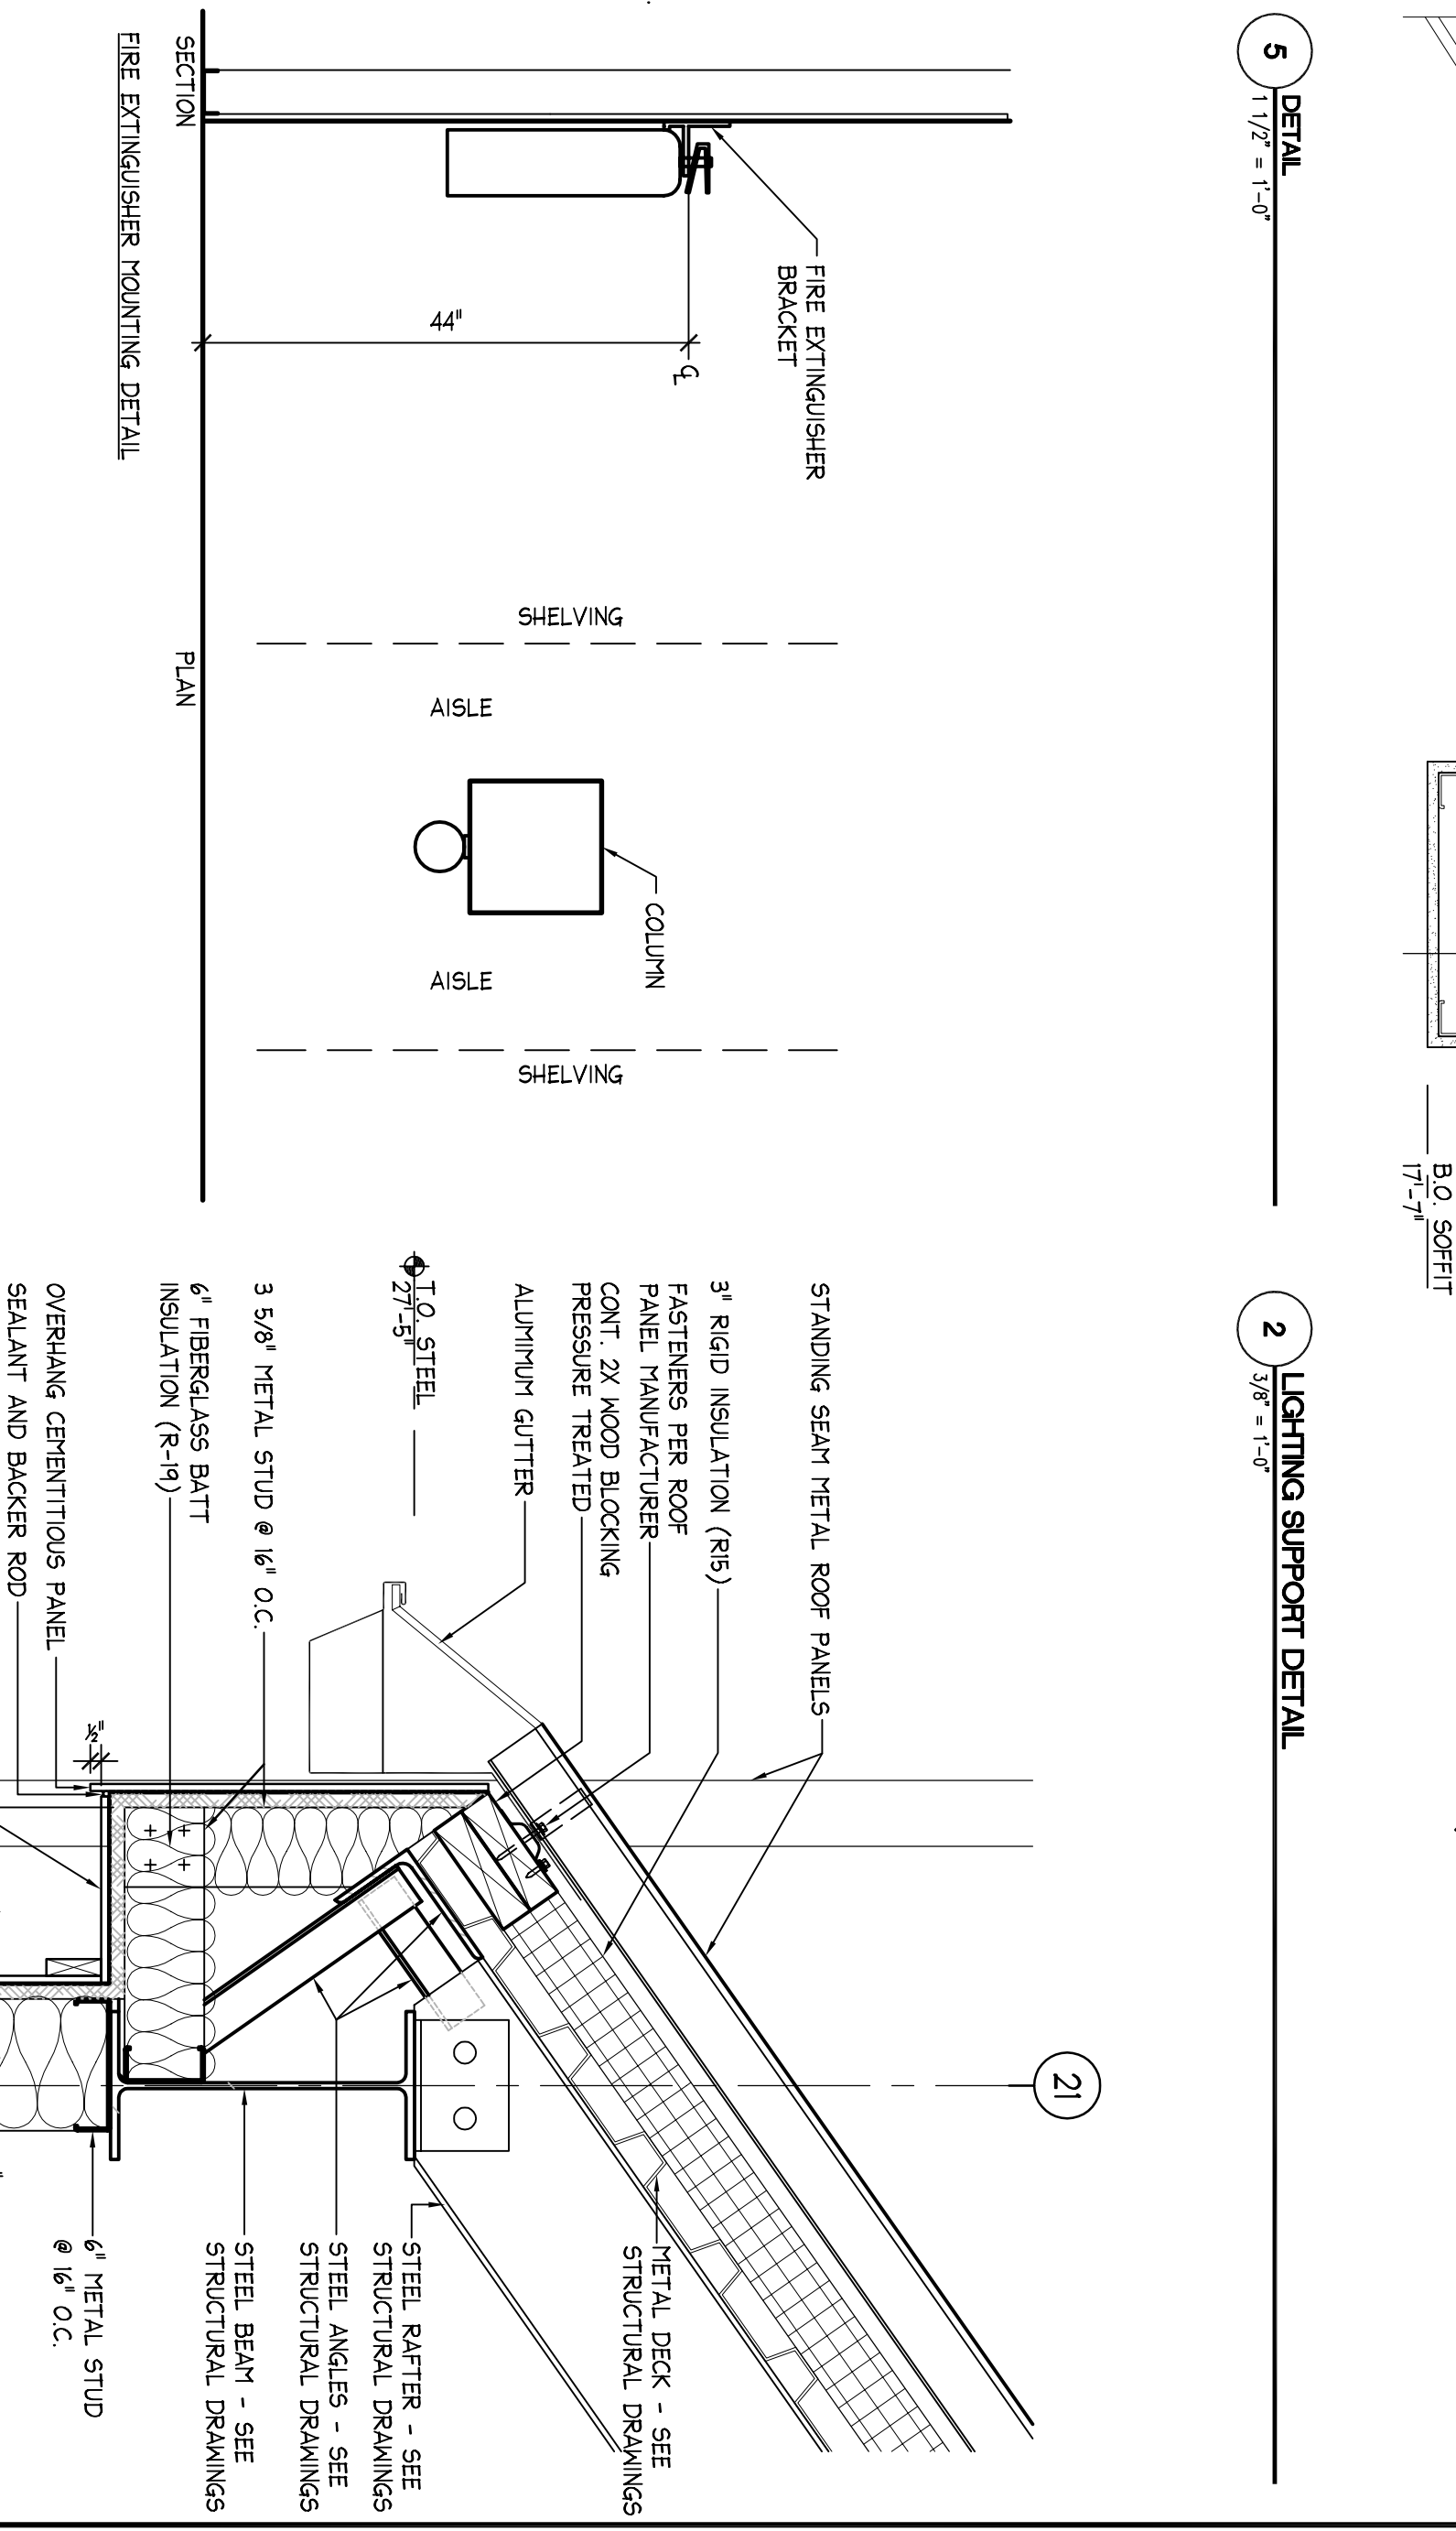 B.O. SOFFIT
17'-7"
5
DETAIL
1 1/2" = 1'-0"
2
LIGHTING SUPPORT DETAIL
3/8" = 1'-0"
FIRE EXTINGUISHER
BRACKET
℄
44"
SHELVING
AISLE
COLUMN
AISLE
SHELVING
SECTION
PLAN
FIRE EXTINGUISHER MOUNTING DETAIL
21
STANDING SEAM METAL ROOF PANELS
3" RIGID INSULATION (R15)
FASTENERS PER ROOF
PANEL MANUFACTURER
CONT. 2X WOOD BLOCKING
PRESSURE TREATED
ALUMIMUM GUTTER
T.O. STEEL
27'-5"
3 5/8" METAL STUD @ 16" O.C.
6" FIBERGLASS BATT
INSULATION (R-19)
OVERHANG CEMENTITIOUS PANEL
SEALANT AND BACKER ROD
½"
METAL DECK - SEE
STRUCTURAL DRAWINGS
STEEL RAFTER - SEE
STRUCTURAL DRAWINGS
STEEL ANGLES - SEE
STRUCTURAL DRAWINGS
STEEL BEAM - SEE
STRUCTURAL DRAWINGS
6" METAL STUD
@ 16" O.C.